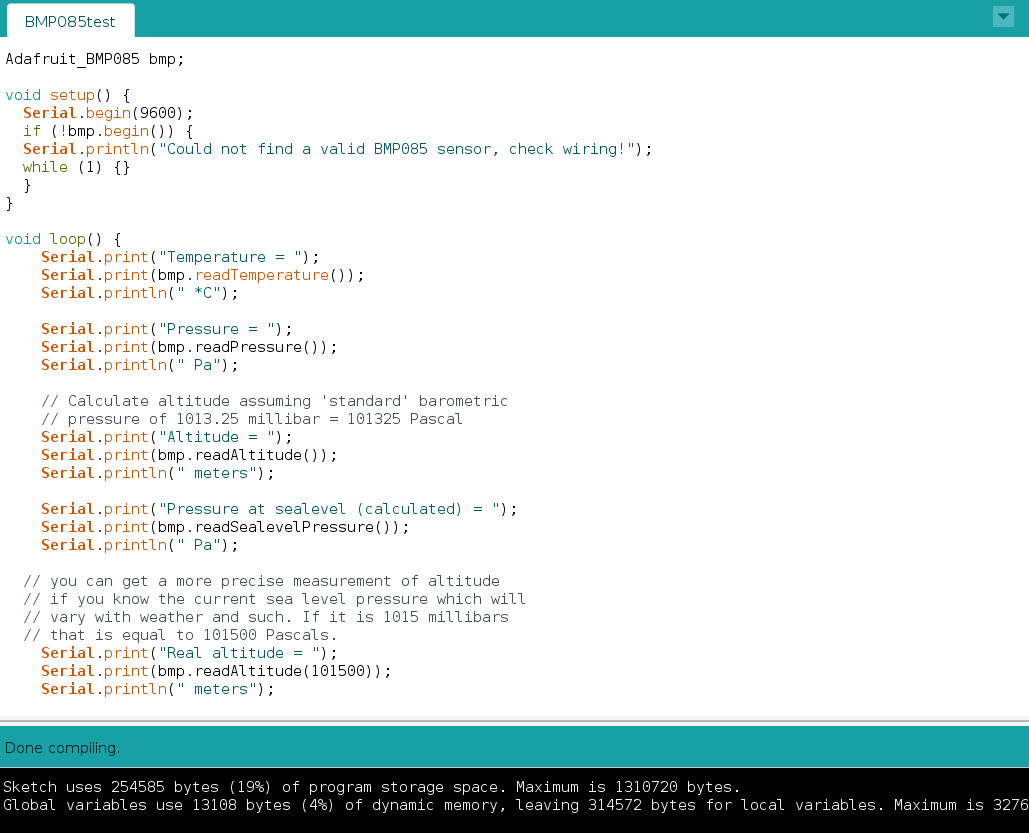 BMP085test
Adafruit_BMP085 bmp;
void setup() {
Serial.begin(9600);
if (!bmp.begin()) {
Serial.println("Could not find a valid BMP085 sensor, check wiring!");
while (1) {}
}
}
void loop() {
Serial.print("Temperature = ");
Serial.print(bmp.readTemperature());
Serial.println(" *C");
Serial.print("Pressure = ");
Serial.print(bmp.readPressure());
Serial.println(" Pa");
// Calculate altitude assuming 'standard' barometric
// pressure of 1013.25 millibar = 101325 Pascal
Serial.print("Altitude = ");
Serial.print(bmp.readAltitude());
Serial.println(" meters");
Serial.print("Pressure at sealevel (calculated) = ");
Serial.print(bmp.readSealevelPressure());
Serial.println(" Pa");
// you can get a more precise measurement of altitude
// if you know the current sea level pressure which will
// vary with weather and such. If it is 1015 millibars
// that is equal to 101500 Pascals.
Serial.print("Real altitude = ");
Serial.print(bmp.readAltitude(101500));
Serial.println(" meters");
Done compiling.
Sketch uses 254585 bytes (19%) of program storage space. Maximum is 1310720 bytes.
Global variables use 13108 bytes (4%) of dynamic memory, leaving 314572 bytes for local variables. Maximum is 3276